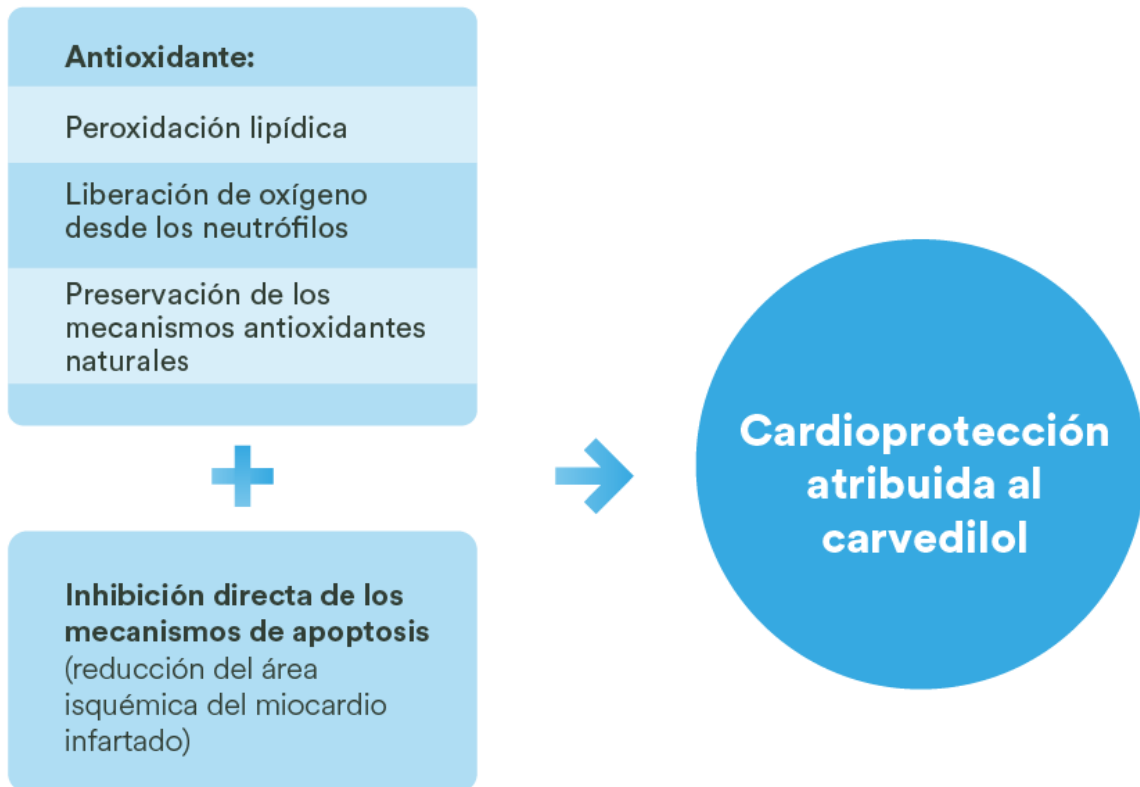 Antioxidante:
Peroxidación lipídica
Liberación de oxígeno
desde los neutrófilos
Preservación de los
mecanismos antioxidantes
naturales
Inhibición directa de los
mecanismos de apoptosis
(reducción del área
isquémica del miocardio
infartado)
Cardioprotección
atribuida al
carvedilol